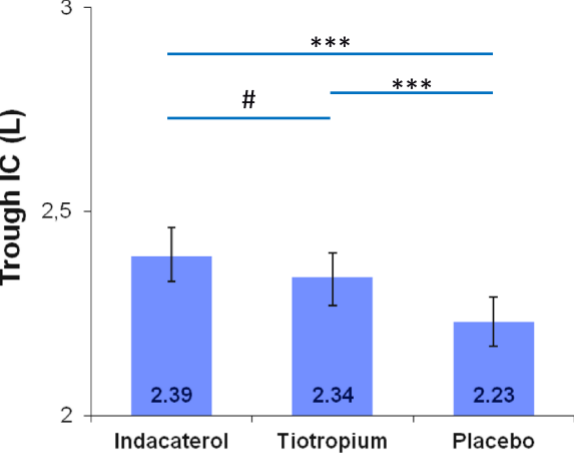 3
***
***
#
Trough IC (L)
2,5
2.39 2.34 2.23
2
Indacaterol Tiotropium Placebo